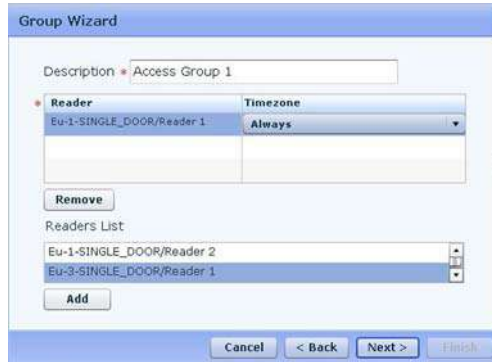 Group Wizard
Description * Access Group 1
* Reader Timezone
Eu-1-SINGLE_DOOR/Reader 1 Always
Remove
Readers List
Eu-1-SINGLE_DOOR/Reader 2
Eu-3-SINGLE_DOOR/Reader 1
Add
Cancel < Back Next > Finish